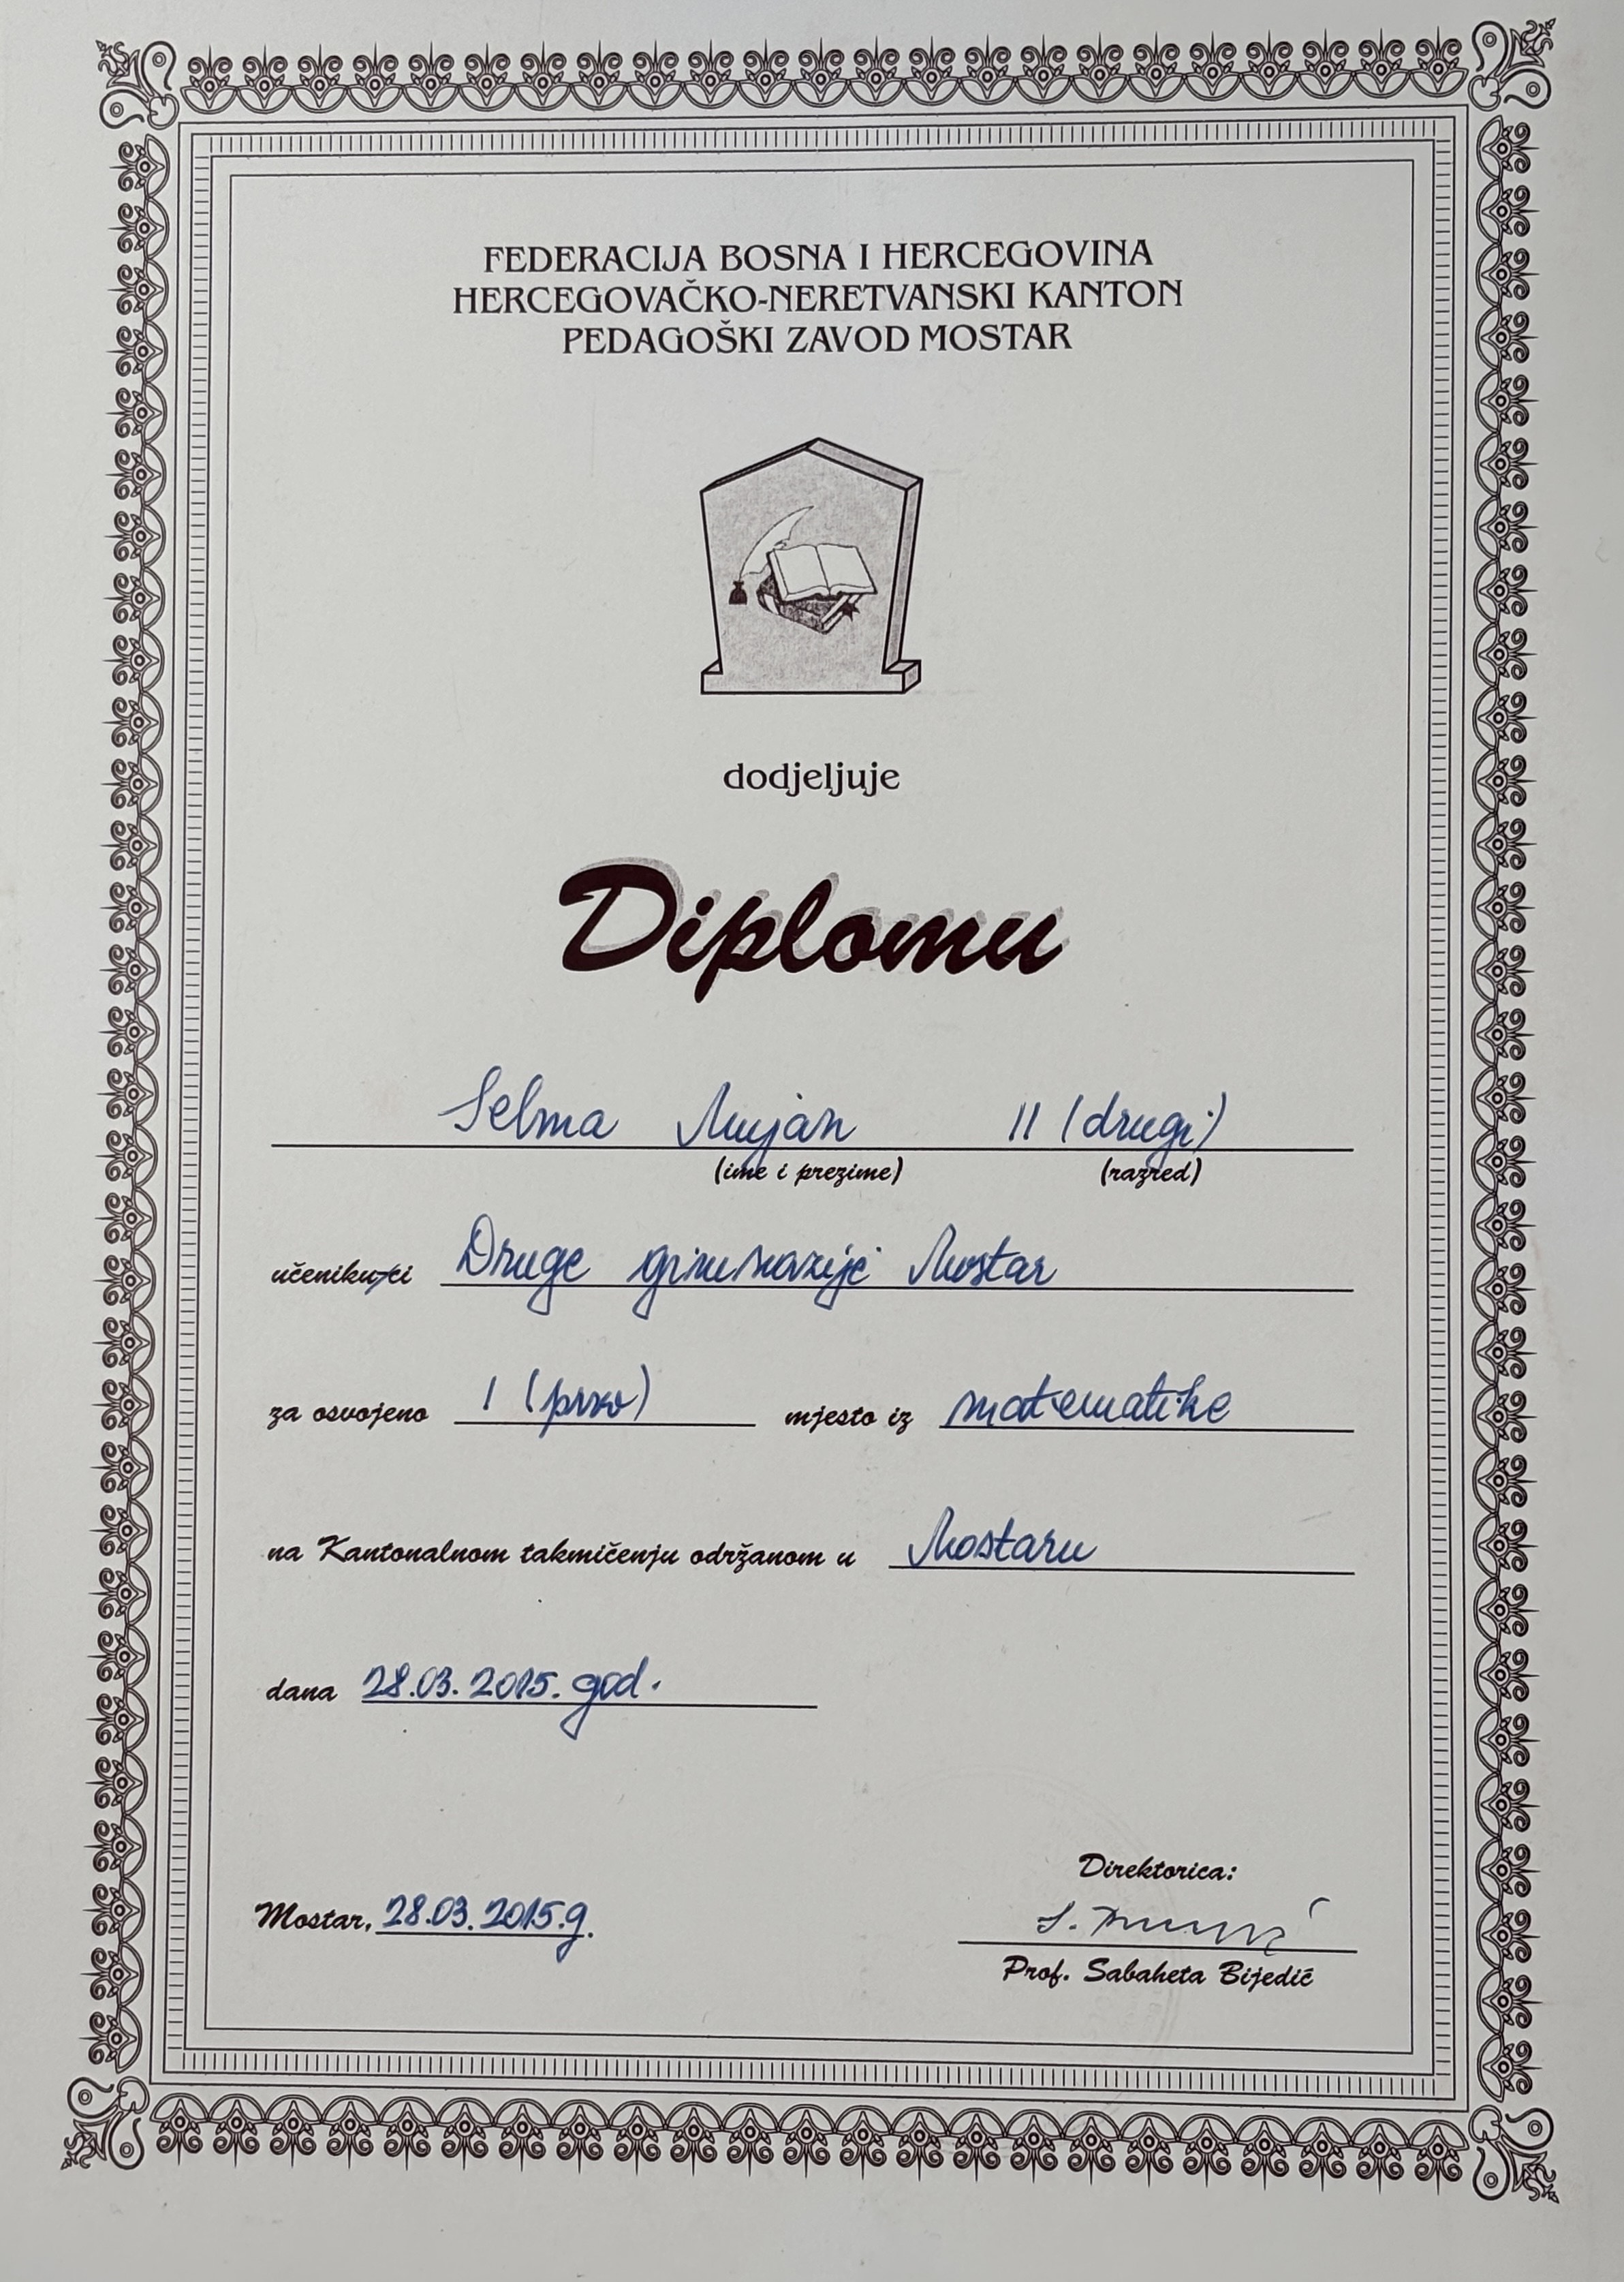 FEDERACIJA BOSNA I HERCEGOVINA
HERCEGOVAČKO-NERETVANSKI KANTON
PEDAGOŠKI ZAVOD MOSTAR
dodjeljuje
Diplomu
Selma Mujan II (drugi)
(ime i prezime) (razred)
učeniku/ci Druge gimnazije Mostar
za osvojeno I (prvo) mjesto iz matematike
na Kantonalnom takmičenju održanom u Mostaru
dana 28.03.2015. god.
Direktorica:
Mostar, 28.03.2015.g.
Prof. Sabaheta Bijedić